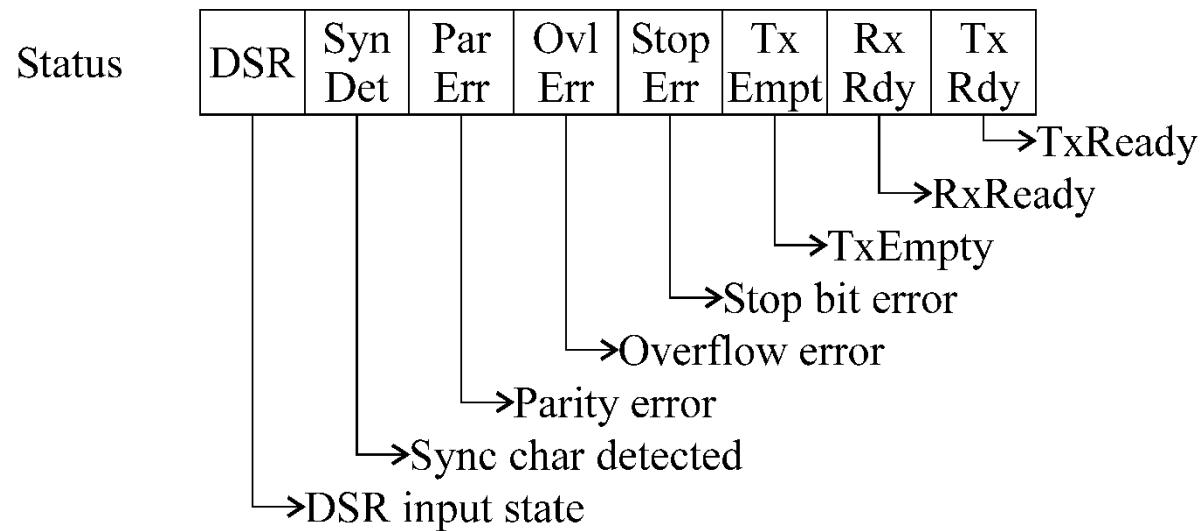 Status
DSR
Syn
Det
Par
Err
Ovl
Err
Stop
Err
Tx
Empt
Rx
Rdy
Tx
Rdy
TxReady
RxReady
TxEmpty
Stop bit error
Overflow error
Parity error
Sync char detected
DSR input state